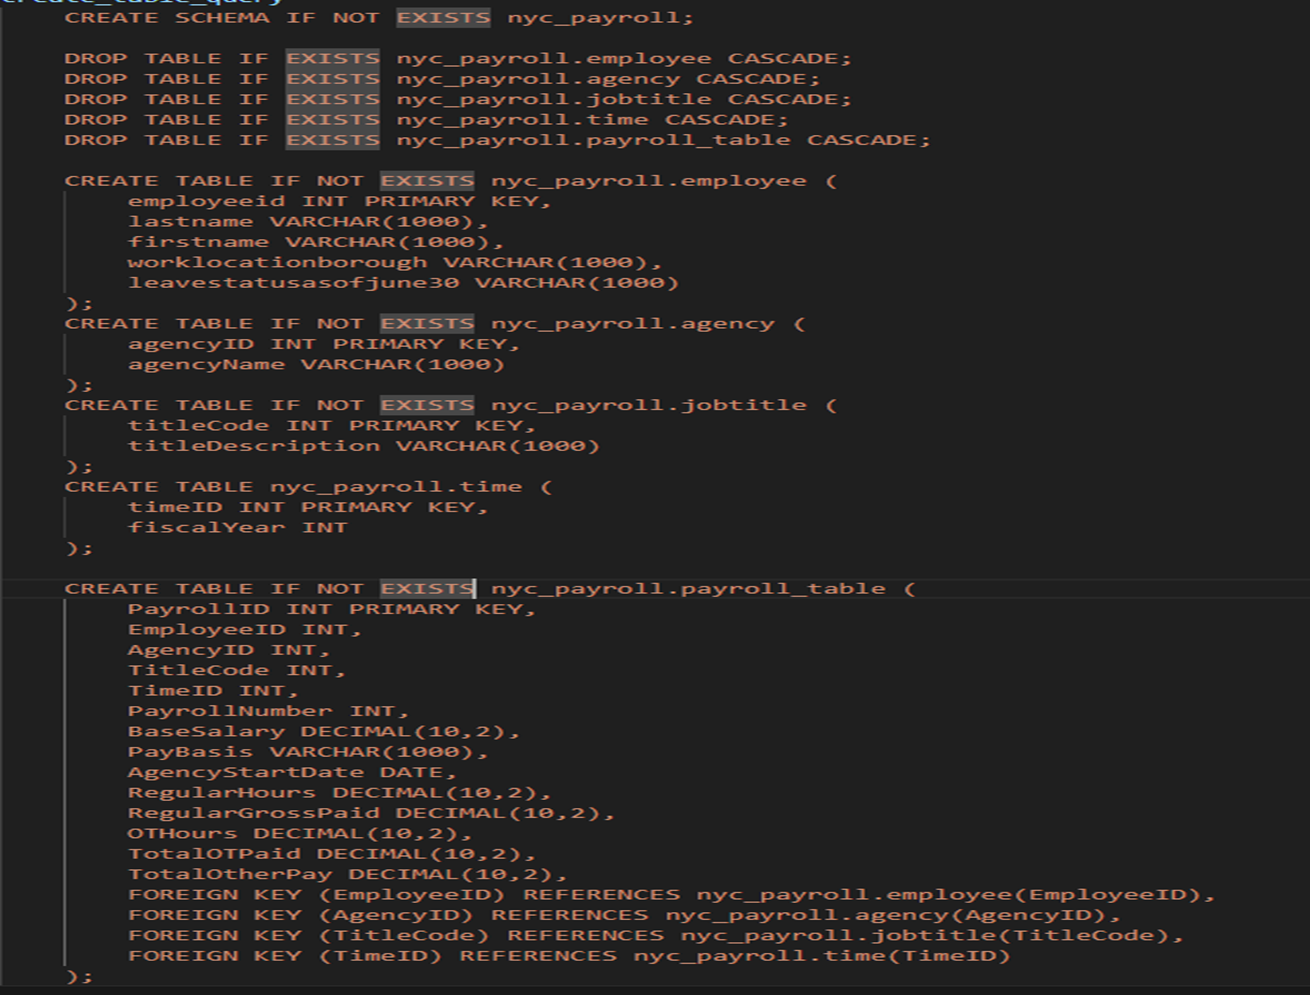 create_table_query
CREATE SCHEMA IF NOT EXISTS nyc_payroll;
DROP TABLE IF EXISTS nyc_payroll.employee CASCADE;
DROP TABLE IF EXISTS nyc_payroll.agency CASCADE;
DROP TABLE IF EXISTS nyc_payroll.jobtitle CASCADE;
DROP TABLE IF EXISTS nyc_payroll.time CASCADE;
DROP TABLE IF EXISTS nyc_payroll.payroll_table CASCADE;
CREATE TABLE IF NOT EXISTS nyc_payroll.employee (
employeeid INT PRIMARY KEY,
lastname VARCHAR(1000),
firstname VARCHAR(1000),
worklocationborough VARCHAR(1000),
leavestatusasofjune30 VARCHAR(1000)
);
CREATE TABLE IF NOT EXISTS nyc_payroll.agency (
agencyID INT PRIMARY KEY,
agencyName VARCHAR(1000)
);
CREATE TABLE IF NOT EXISTS nyc_payroll.jobtitle (
titleCode INT PRIMARY KEY,
titleDescription VARCHAR(1000)
);
CREATE TABLE nyc_payroll.time (
timeID INT PRIMARY KEY,
fiscalYear INT
);
CREATE TABLE IF NOT EXISTS nyc_payroll.payroll_table (
PayrollID INT PRIMARY KEY,
EmployeeID INT,
AgencyID INT,
TitleCode INT,
TimeID INT,
PayrollNumber INT,
BaseSalary DECIMAL(10,2),
PayBasis VARCHAR(1000),
AgencyStartDate DATE,
RegularHours DECIMAL(10,2),
RegularGrossPaid DECIMAL(10,2),
OTHours DECIMAL(10,2),
TotalOTPaid DECIMAL(10,2),
TotalOtherPay DECIMAL(10,2),
FOREIGN KEY (EmployeeID) REFERENCES nyc_payroll.employee(EmployeeID),
FOREIGN KEY (AgencyID) REFERENCES nyc_payroll.agency(AgencyID),
FOREIGN KEY (TitleCode) REFERENCES nyc_payroll.jobtitle(TitleCode),
FOREIGN KEY (TimeID) REFERENCES nyc_payroll.time(TimeID)
);